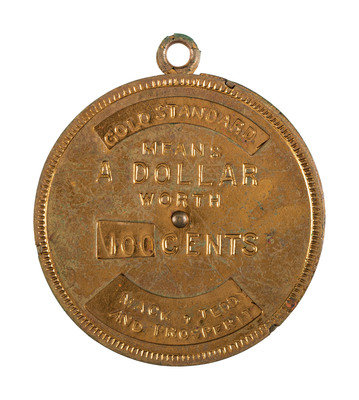 GOLD STANDARD
MEANS
A DOLLAR
WORTH
100 CENTS
AND PROSPERITY